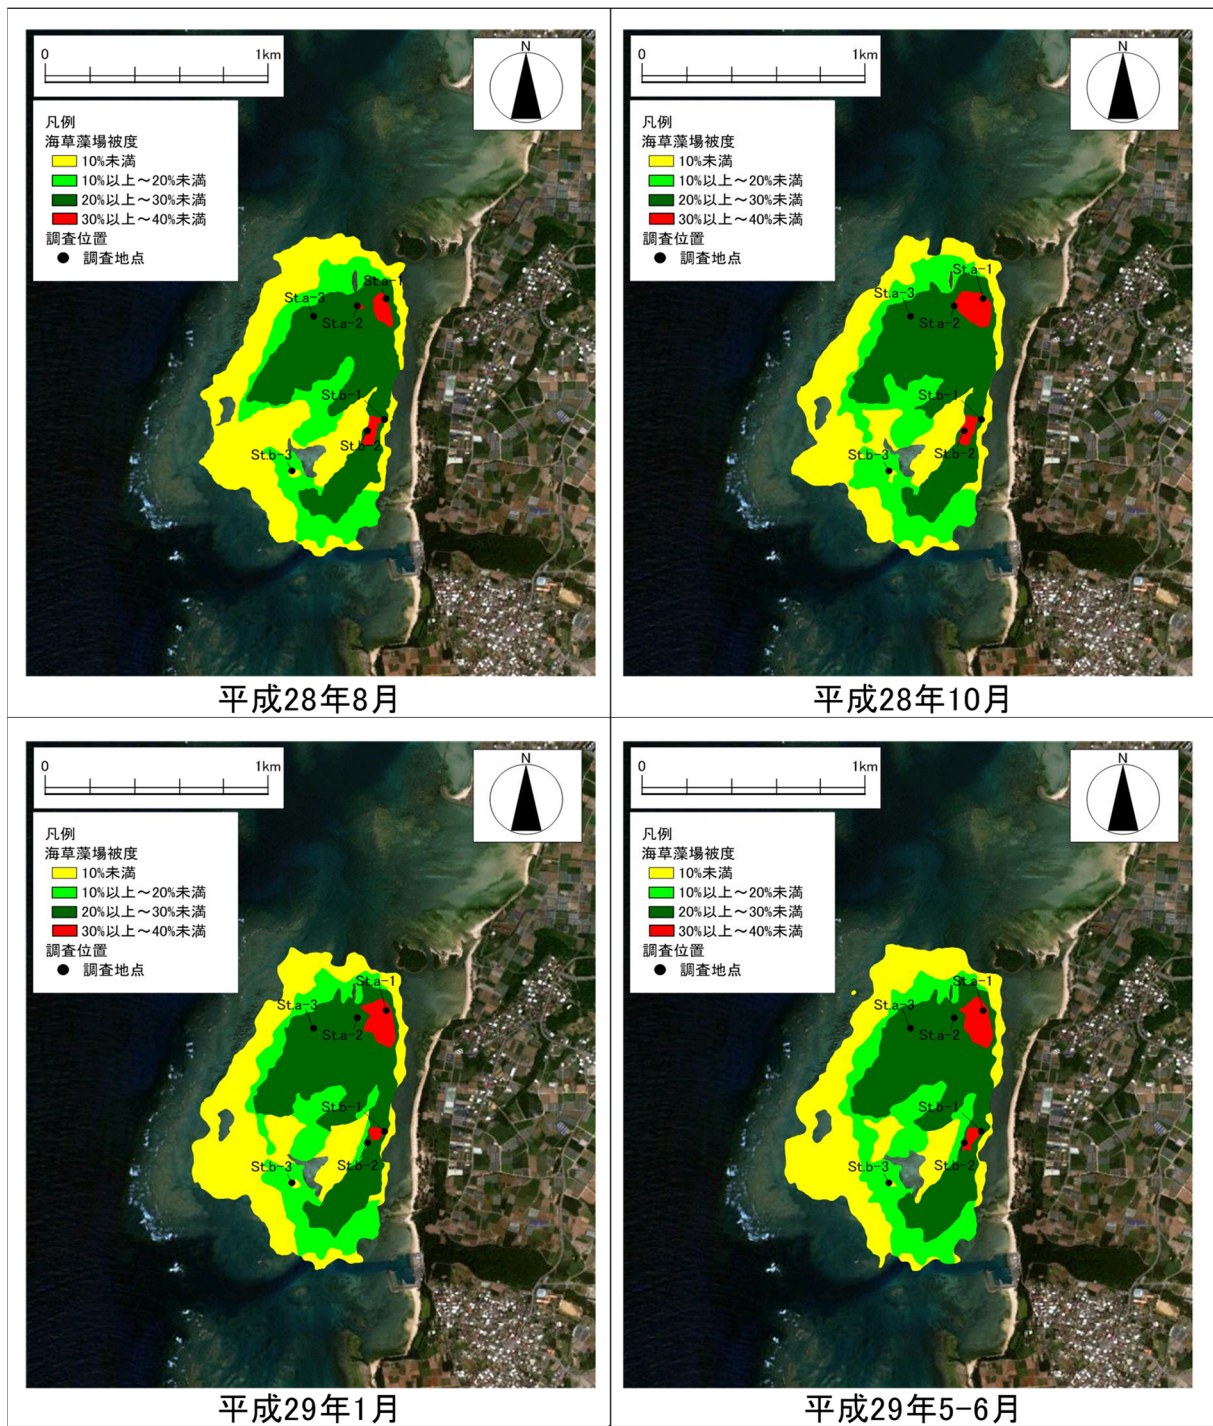 0 1km
N
凡例
海草藻場被度
10%未満
10%以上～20%未満
20%以上～30%未満
30%以上～40%未満
調査位置
調査地点
St.a-1
St.a-3
St.a-2
St.b-1
St.b-2
St.b-3
平成28年8月
0 1km
N
凡例
海草藻場被度
10%未満
10%以上～20%未満
20%以上～30%未満
30%以上～40%未満
調査位置
調査地点
St.a-1
St.a-3
St.a-2
St.b-1
St.b-2
St.b-3
平成28年10月
0 1km
N
凡例
海草藻場被度
10%未満
10%以上～20%未満
20%以上～30%未満
30%以上～40%未満
調査位置
調査地点
St.a-1
St.a-3
St.a-2
St.b-1
St.b-2
St.b-3
平成29年1月
0 1km
N
凡例
海草藻場被度
10%未満
10%以上～20%未満
20%以上～30%未満
30%以上～40%未満
調査位置
調査地点
St.a-1
St.a-3
St.a-2
St.b-1
St.b-2
St.b-3
平成29年5-6月